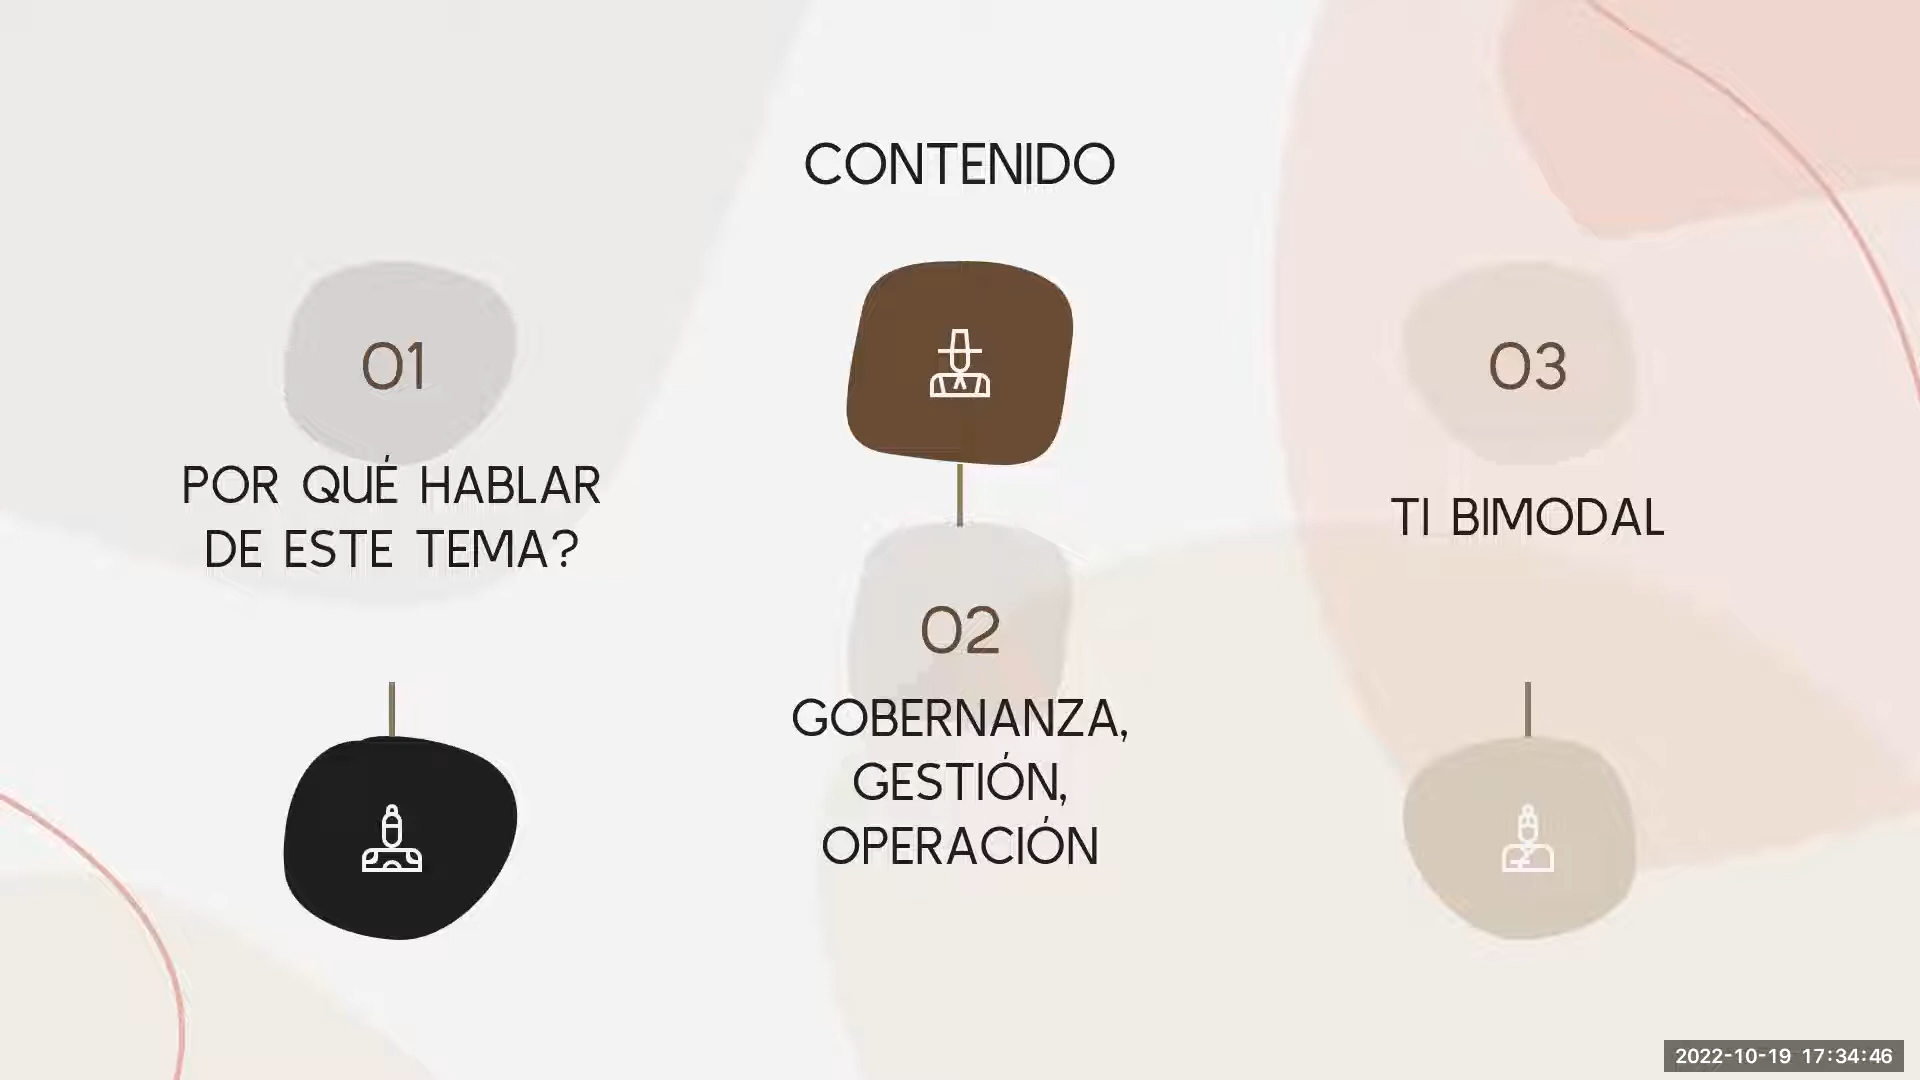 CONTENIDO
01
POR QUÉ HABLAR
DE ESTE TEMA?
02
GOBERNANZA,
GESTIÓN,
OPERACIÓN
03
TI BIMODAL
2022-10-19 17:34:46